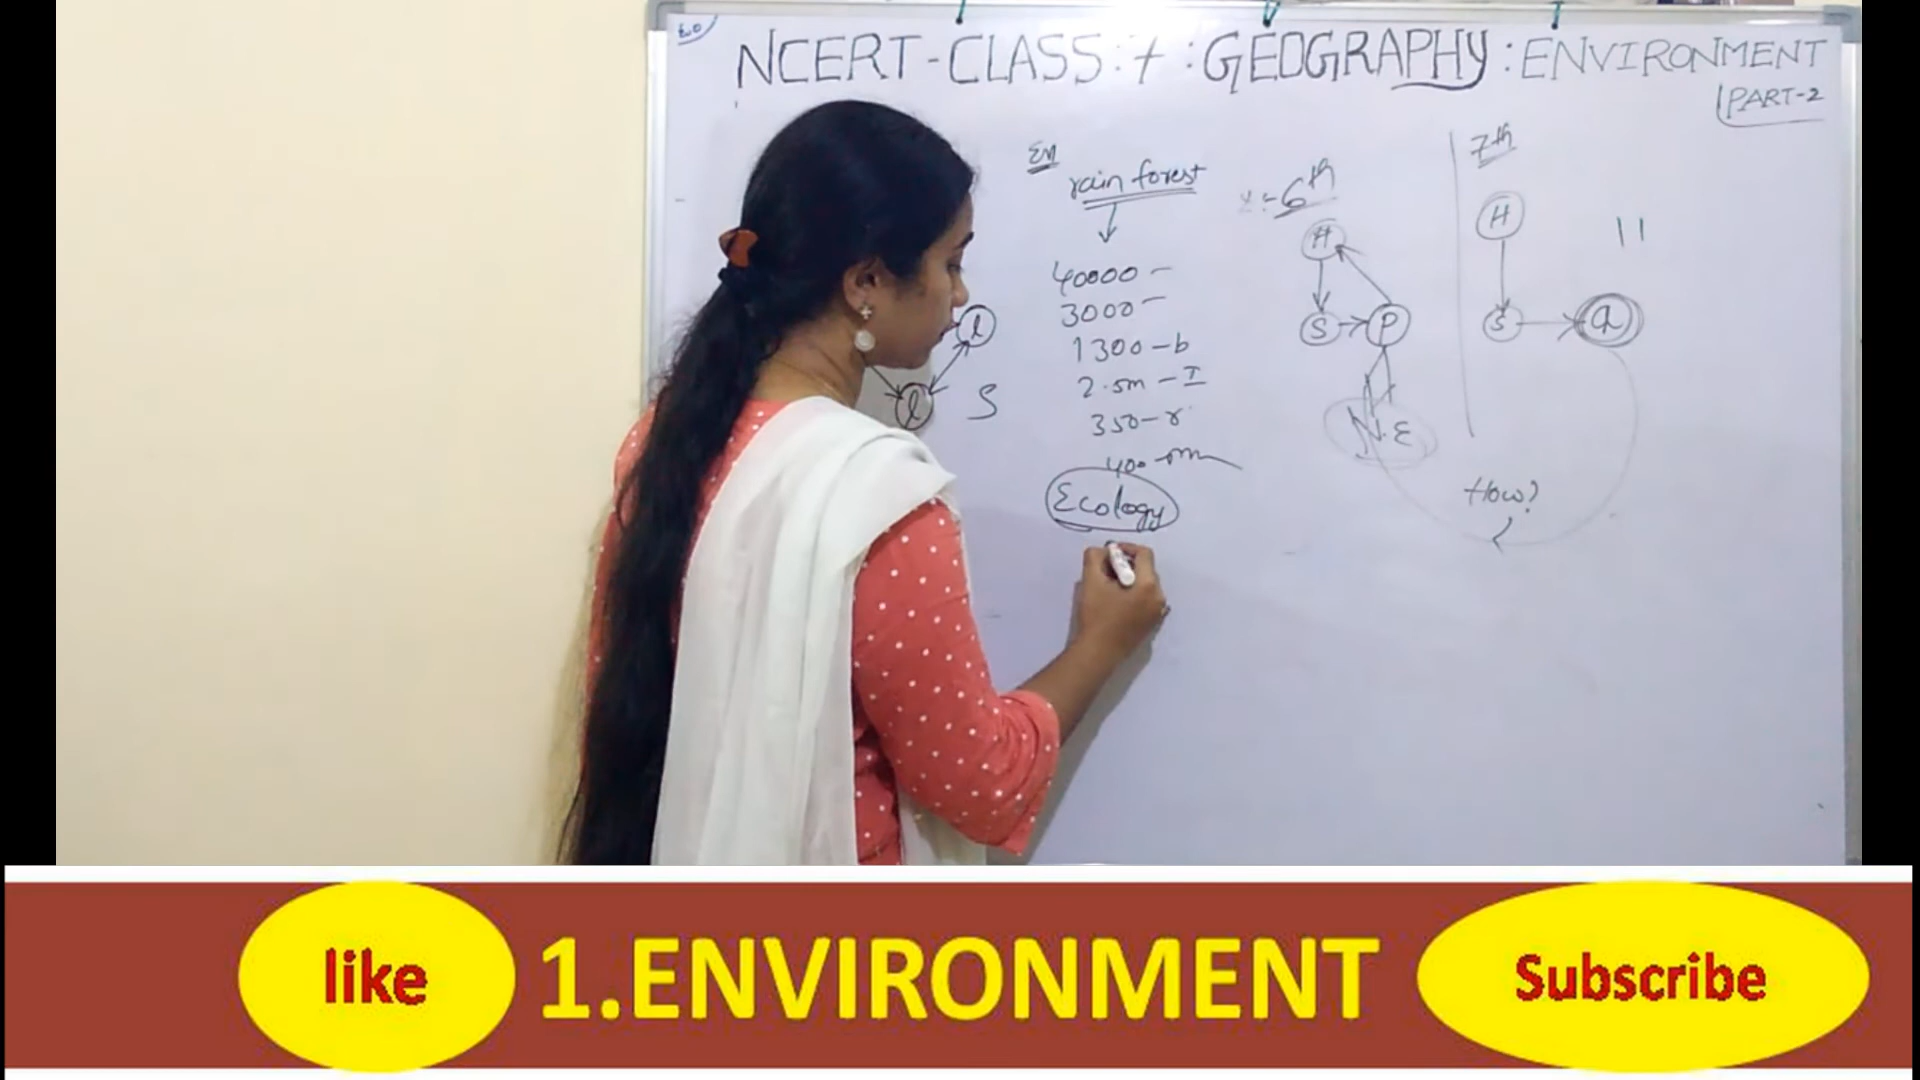 NCERT-CLASS:7:GEOGRAPHY:ENVIRONMENT
PART-2
rain forest
40000 -
3000 -
1300 - b
2.5m - I
350 - r
400 - m
Ecology
6th
H
S
P
N.E
7th
H
S
a
How?
l
l
S
like
1.ENVIRONMENT
Subscribe